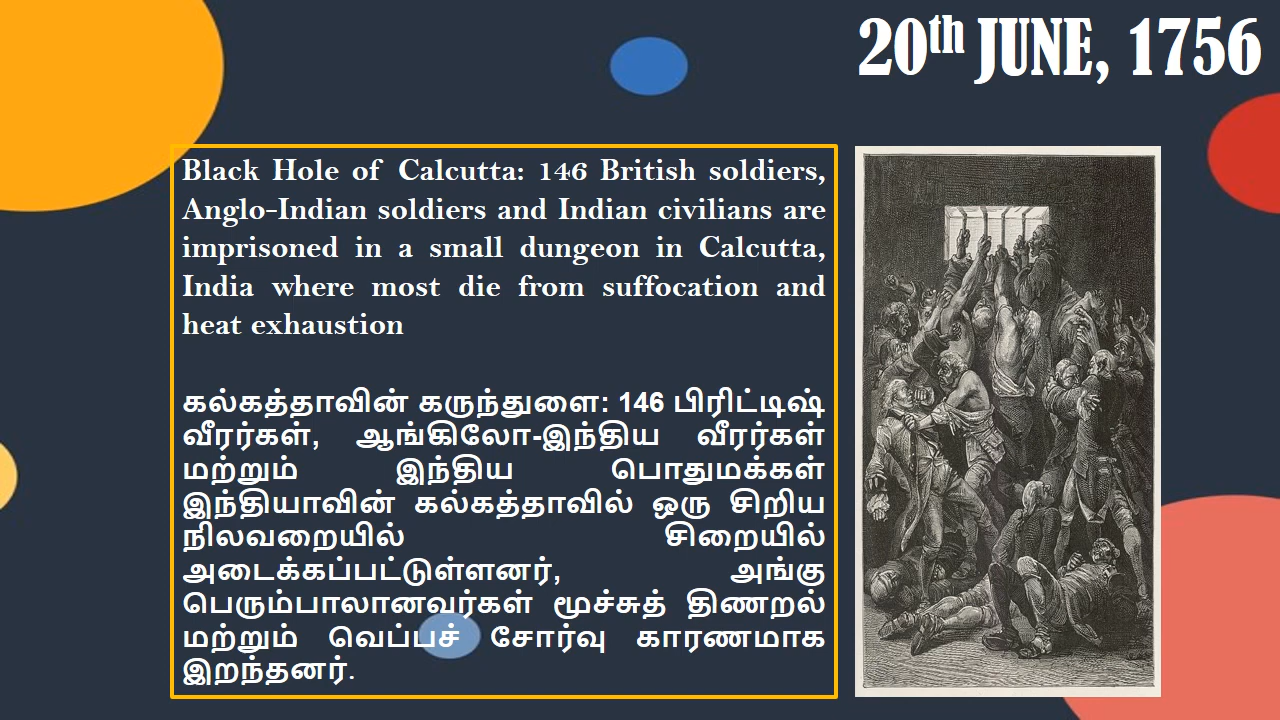 20th JUNE, 1756
Black Hole of Calcutta: 146 British soldiers,
Anglo-Indian soldiers and Indian civilians are
imprisoned in a small dungeon in Calcutta,
India where most die from suffocation and
heat exhaustion
கல்கத்தாவின் கருந்துளை: 146 பிரிட்டிஷ்
வீரர்கள், ஆங்கிலோ-இந்திய வீரர்கள்
மற்றும் இந்திய பொதுமக்கள்
இந்தியாவின் கல்கத்தாவில் ஒரு சிறிய
நிலவறையில் சிறையில்
அடைக்கப்பட்டுள்ளனர், அங்கு
பெரும்பாலானவர்கள் மூச்சுத் திணறல்
மற்றும் வெப்பச் சோர்வு காரணமாக
இறந்தனர்.